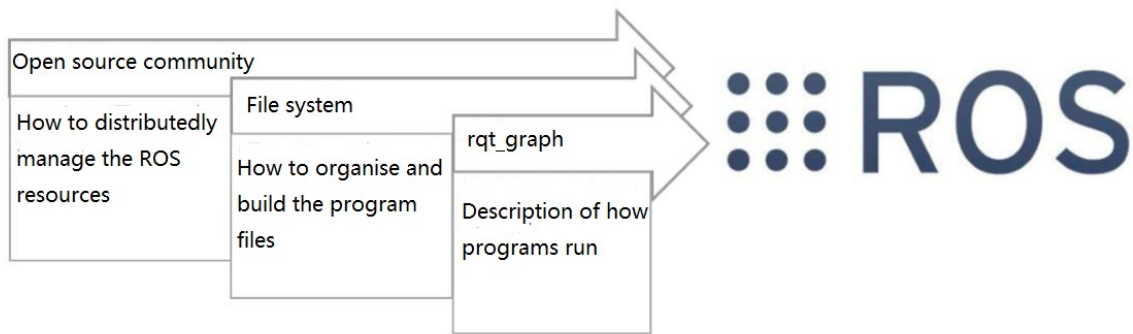 Open source community
How to distributedly
manage the ROS
resources
File system
How to organise and
build the program
files
rqt_graph
Description of how
programs run
ROS